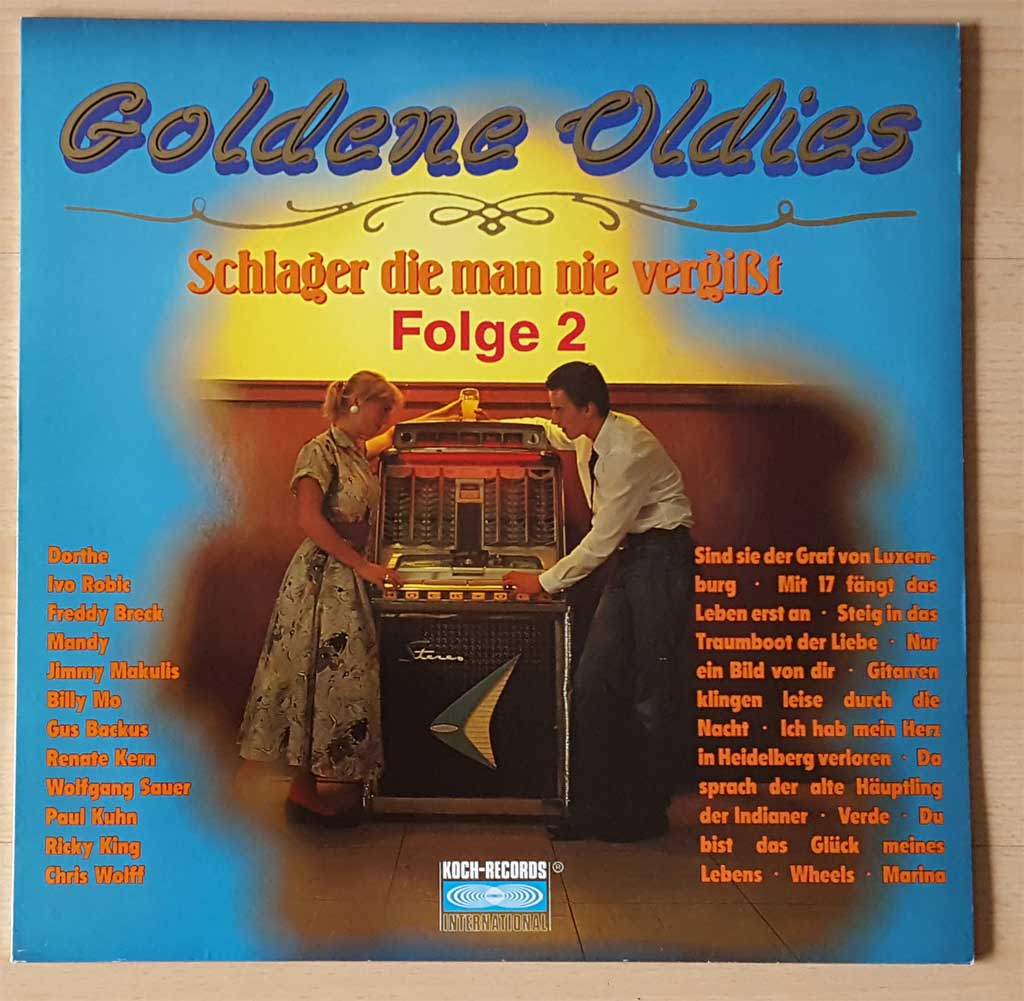 Goldene Oldies
Schlager die man nie vergißt
Folge 2
Stereo
Dorthe
Ivo Robic
Freddy Breck
Mandy
Jimmy Makulis
Billy Mo
Gus Backus
Renate Kern
Wolfgang Sauer
Paul Kuhn
Ricky King
Chris Wolff
Sind sie der Graf von Luxem-
burg · Mit 17 fängt das
Leben erst an · Steig in das
Traumboot der Liebe · Nur
ein Bild von dir · Gitarren
klingen leise durch die
Nacht · Ich hab mein Herz
in Heidelberg verloren · Da
sprach der alte Häuptling
der Indianer · Verde · Du
bist das Glück meines
Lebens · Wheels · Marina
KOCH-RECORDS ®
INTERNATIONAL